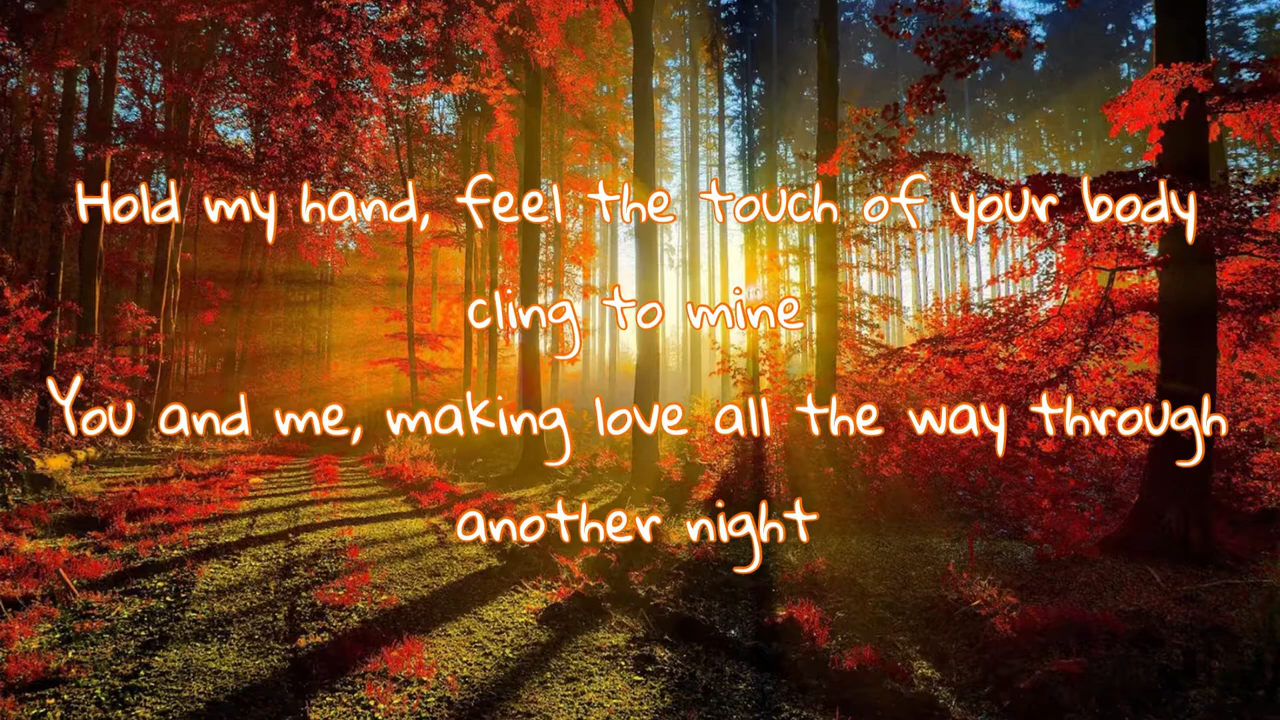 Hold my hand, feel the touch of your body
cling to mine
You and me, making love all the way through
another night